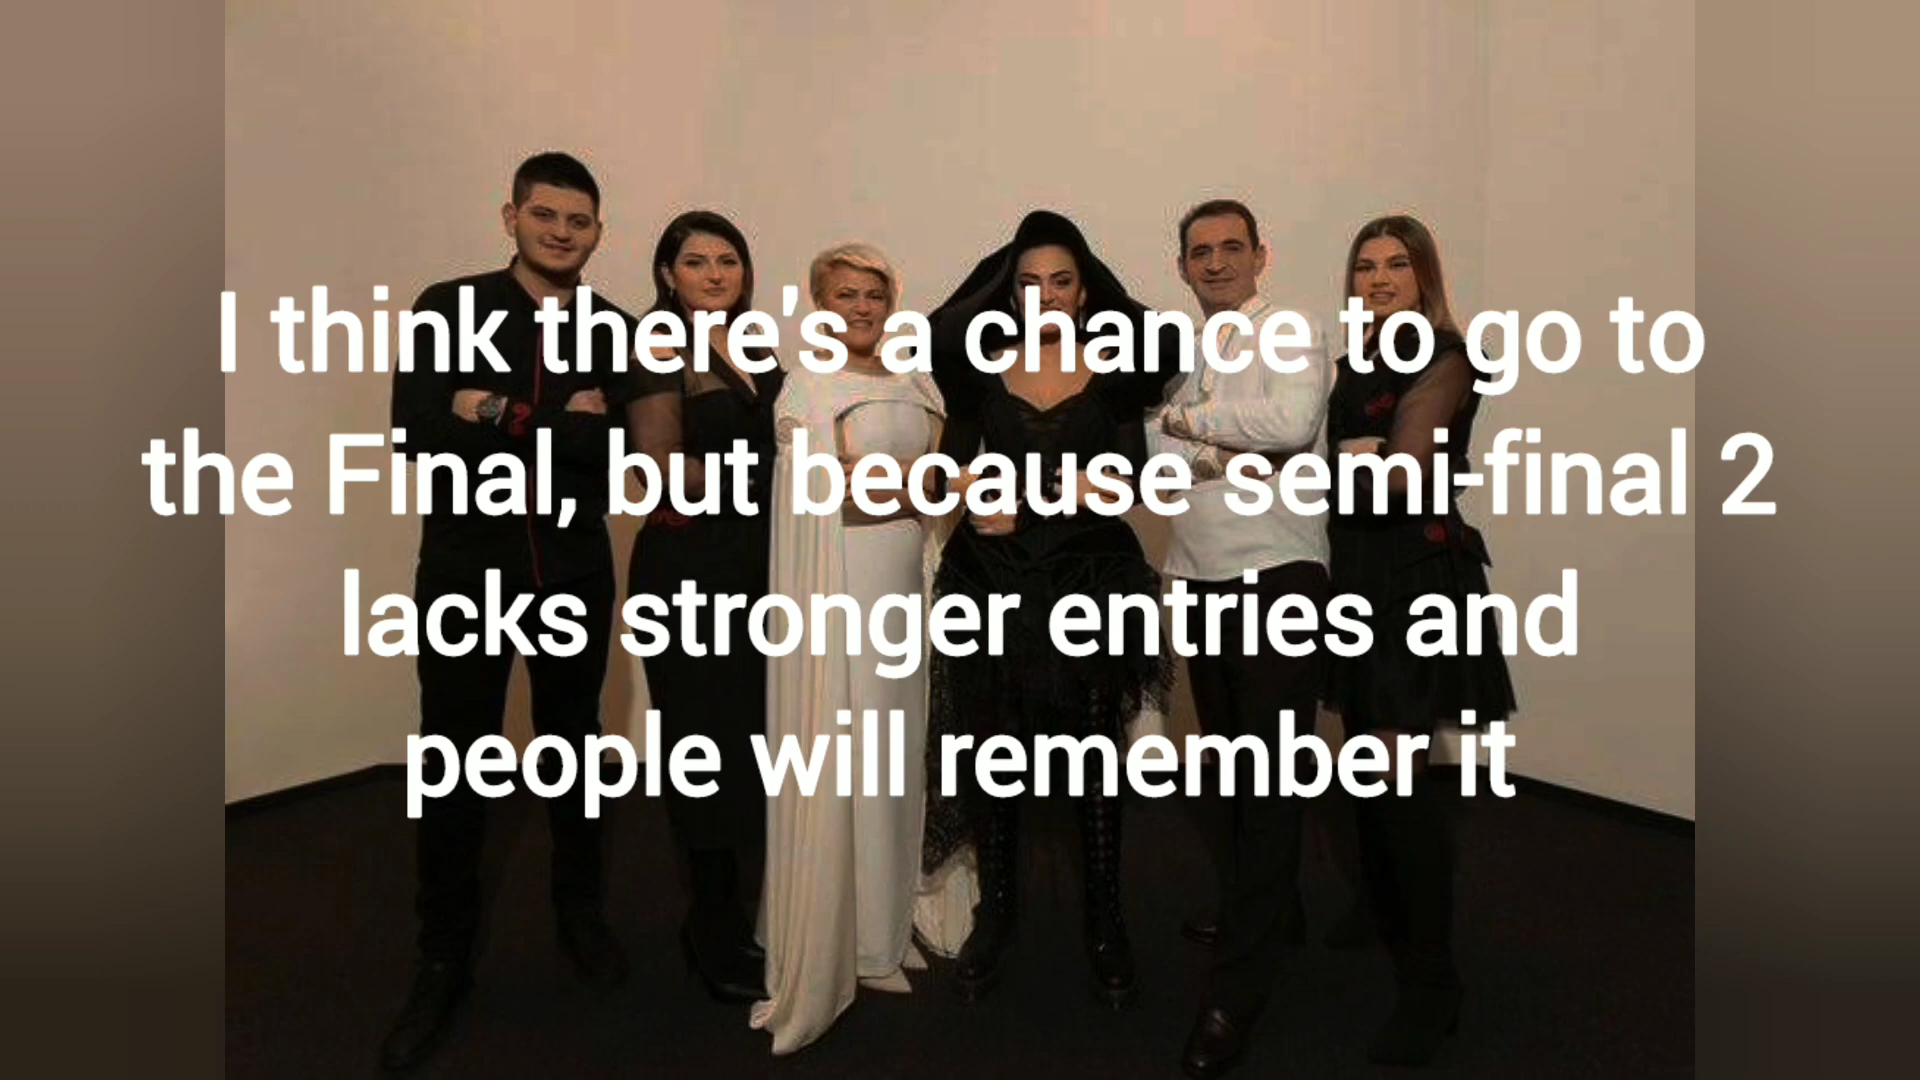 I think there's a chance to go to
the Final, but because semi-final 2
lacks stronger entries and
people will remember it